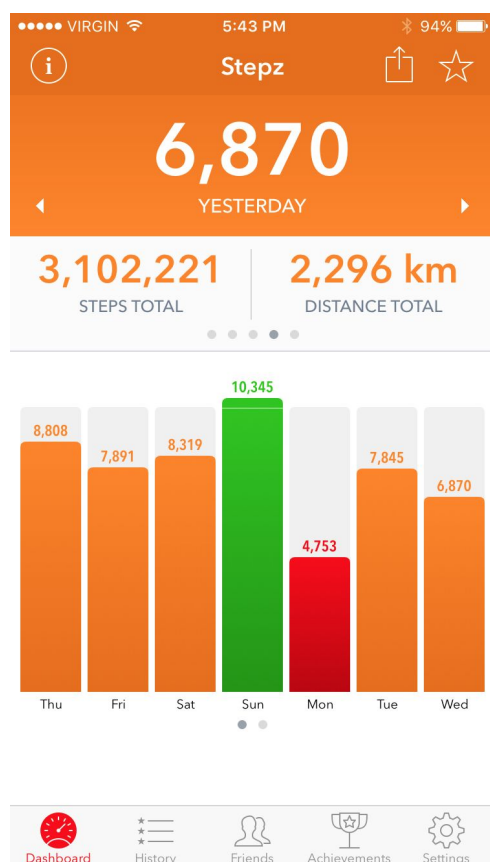 VIRGIN 5:43 PM 94%
i Stepz
6,870
YESTERDAY
3,102,221 2,296 km
STEPS TOTAL DISTANCE TOTAL
10,345
8,808
8,319
7,891 7,845
6,870
4,753
Thu Fri Sat Sun Mon Tue Wed
Dashboard History Friends Achievements Settings